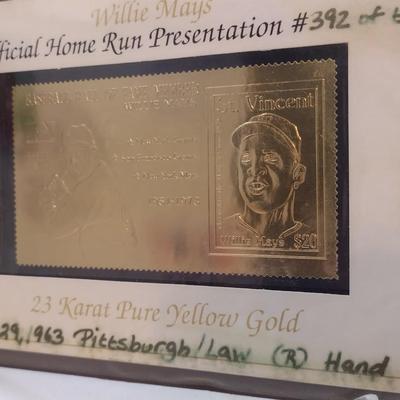 Willie Mays
fficial Home Run Presentation #392 of
BASEBALL HALL OF FAME MEMBER
WILLIE MAYS
St. Vincent
Willie Mays $20
23 Karat Pure Yellow Gold
29, 1963 Pittsburgh/Law (R) Hand